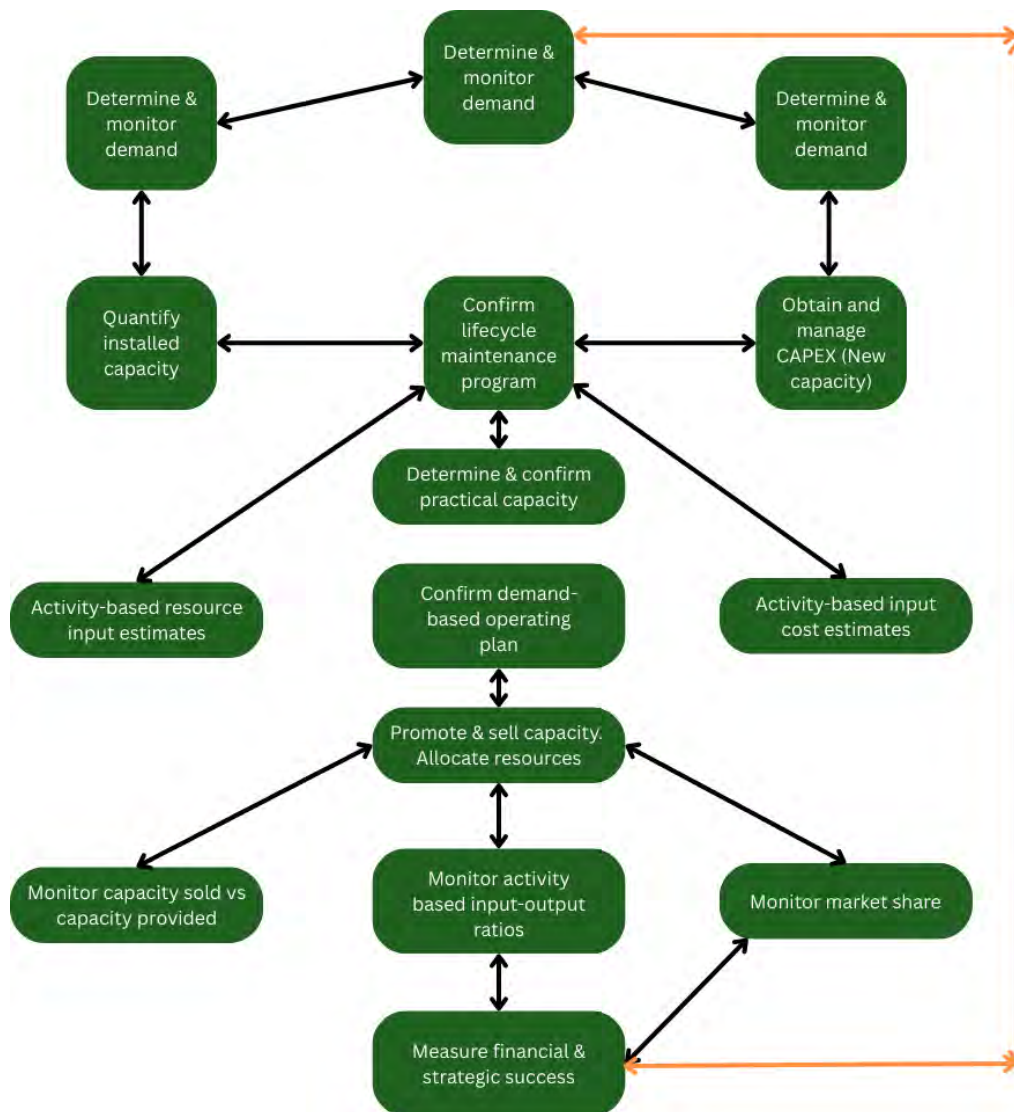 Determine &
monitor
demand
Determine &
monitor
demand
Determine &
monitor
demand
Quantify
installed
capacity
Confirm
lifecycle
maintenance
program
Obtain and
manage
CAPEX (New
capacity)
Determine & confirm
practical capacity
Activity-based resource
input estimates
Confirm demand-
based operating
plan
Activity-based input
cost estimates
Promote & sell capacity.
Allocate resources
Monitor capacity sold vs
capacity provided
Monitor activity
based input-output
ratios
Monitor market share
Measure financial &
strategic success